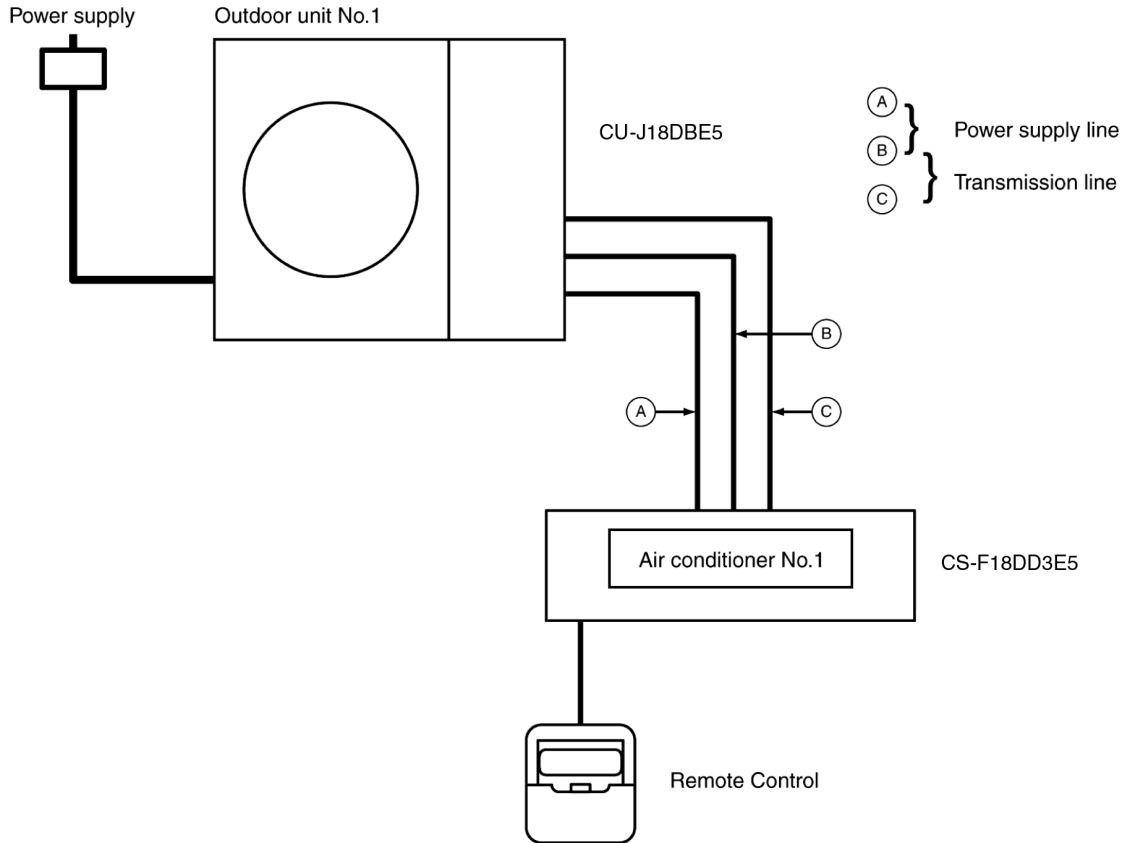 Power supply
Outdoor unit No.1
CU-J18DBE5
A
B
C
Power supply line
Transmission line
B
A
C
Air conditioner No.1
CS-F18DD3E5
Remote Control